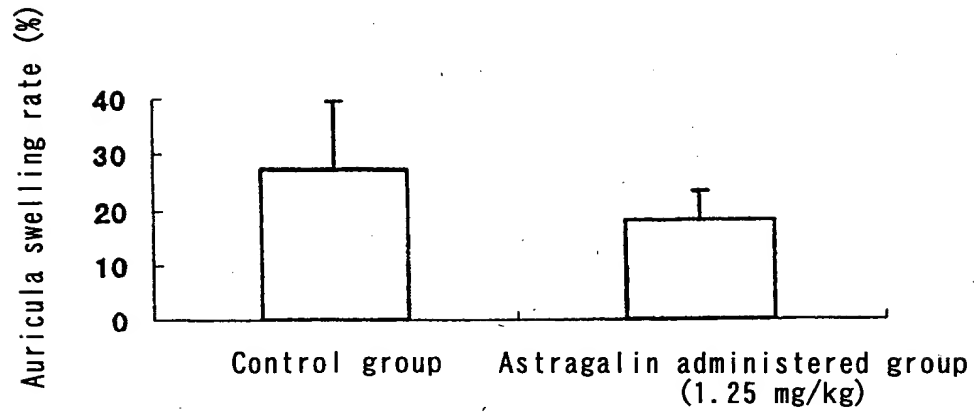 Auricula swelling rate (%)
40
30
20
10
0
Control group
Astragalin administered group
(1.25 mg/kg)